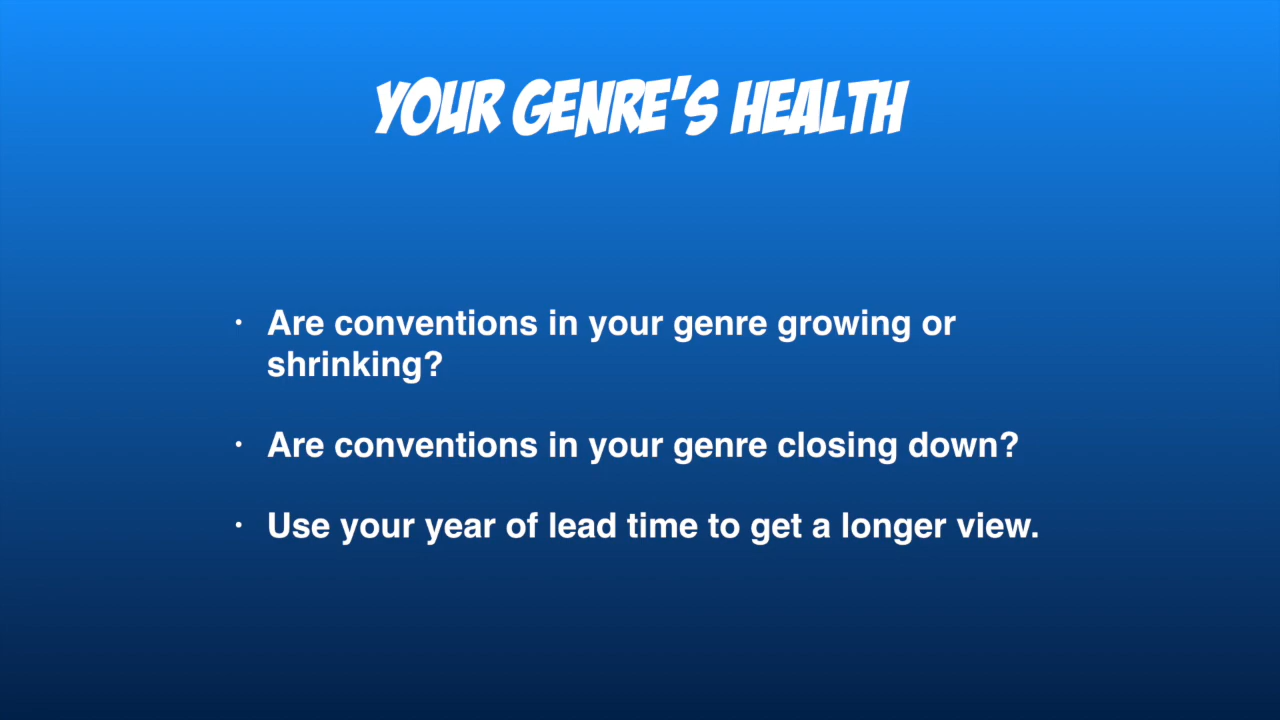 YOUR GENRE'S HEALTH
• Are conventions in your genre growing or
shrinking?
• Are conventions in your genre closing down?
• Use your year of lead time to get a longer view.